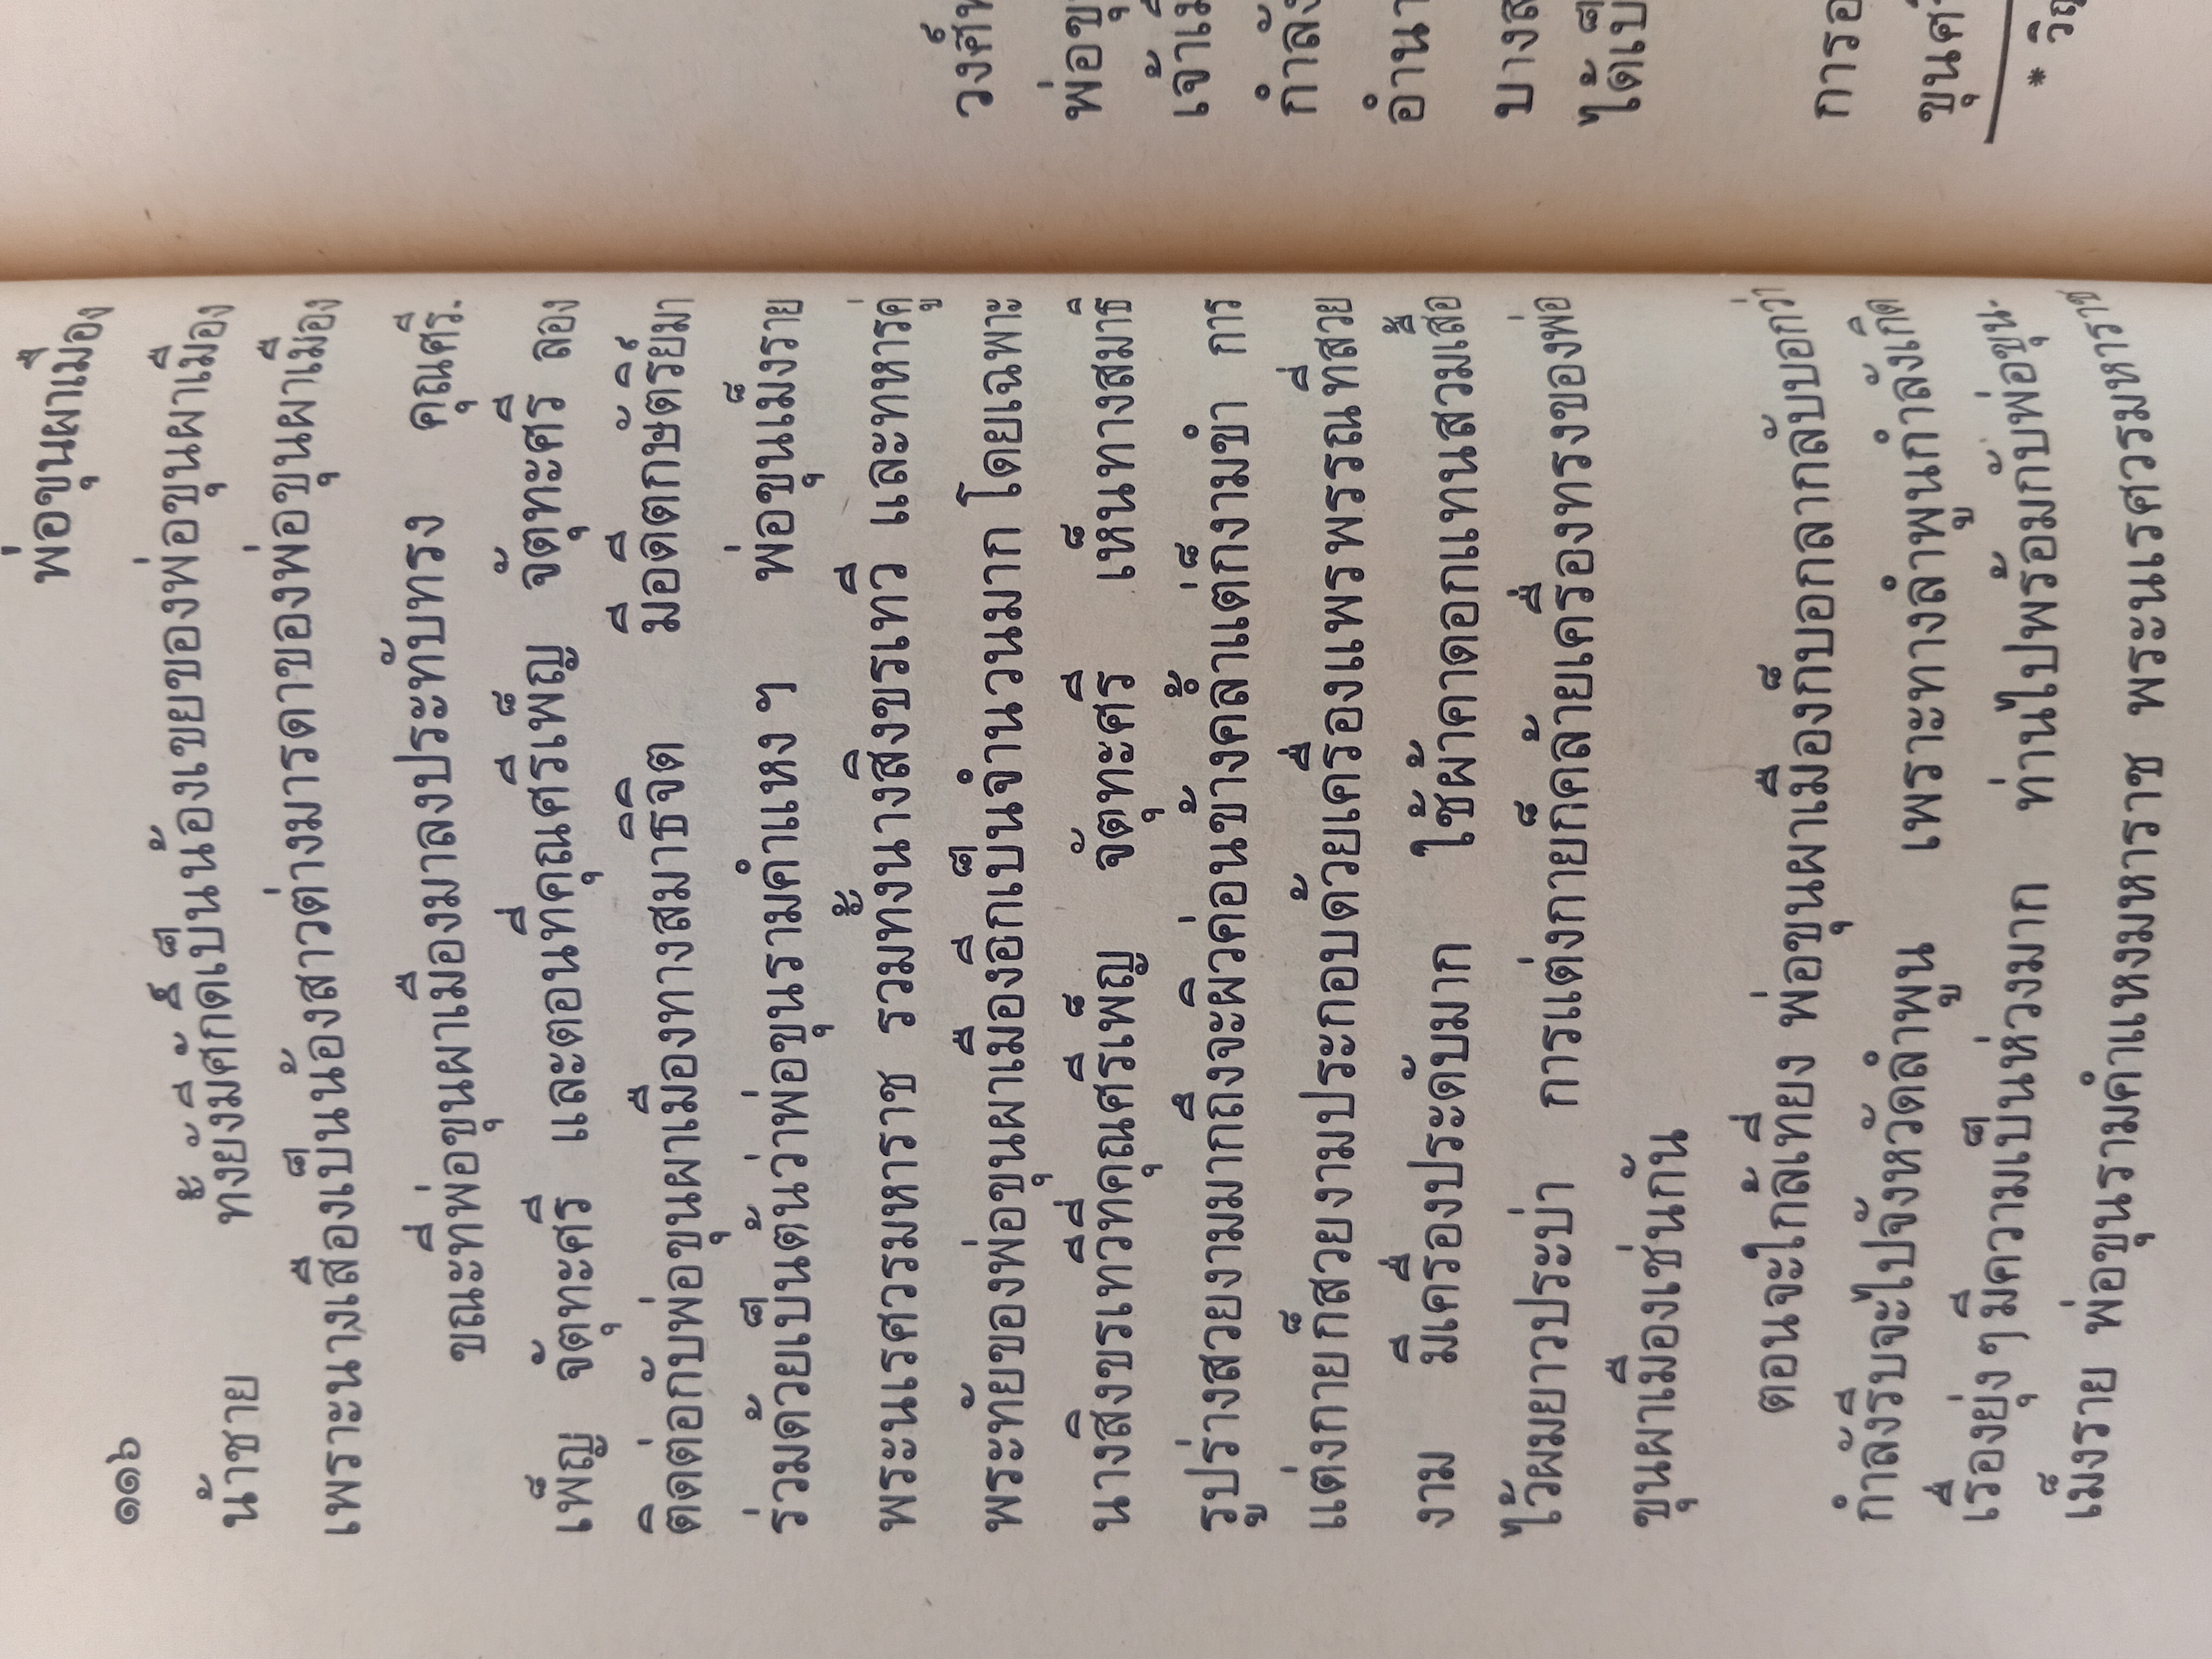 ๑๑๖
พ่อขุนผาเมือง
น้าชาย ทั้งยังมีศักดิ์เป็นน้องเขยของพ่อขุนผาเมือง
เพราะนางเสืองเป็นน้องสาวต่างมารดาของพ่อขุนผาเมือง
ขณะที่พ่อขุนผาเมืองมาลงประทับทรง คุณศรี-
เพ็ญ จัตุทะศรี และตอนที่คุณศรีเพ็ญ จัตุทะศรี ลอง
ติดต่อกับพ่อขุนผาเมืองทางสมาธิจิต มีอดีตกษัตริย์มา
ร่วมด้วยเป็นต้นว่าพ่อขุนรามคำแหง ฯ พ่อขุนเม็งราย
พระนเรศวรมหาราช รวมทั้งนางสิงขรเทวี และทหารคู่
พระทัยของพ่อขุนผาเมืองอีกเป็นจำนวนมาก โดยเฉพาะ
นางสิงขรเทวีที่คุณศรีเพ็ญ จัตุทะศรี เห็นทางสมาธิ
รูปร่างสวยงามมากถึงจะผิวค่อนข้างคล้ำแต่ก็งามขำ การ
แต่งกายก็สวยงามประกอบด้วยเครื่องแพรพรรณที่สวย
งาม มีเครื่องประดับมาก ใช้ผ้าคาดอกแทนสวมเสื้อ
ไว้ผมยาวประบ่า การแต่งกายก็คล้ายเครื่องทรงของพ่อ
ขุนผาเมืองเช่นกัน
ตอนจะใกล้เที่ยง พ่อขุนผาเมืองก็บอกลากลับบอกว่า
กำลังรีบจะไปจังหวัดลำพูน เพราะทางลำพูนกำลังเกิด
เรื่องยุ่ง ๆ มีความเป็นห่วงมาก ท่านไปพร้อมกับพ่อขุน-
เม็งราย พ่อขุนรามคำแหงมหาราช พระนเรศวรมหาราช
พ่อขุ
เจ้าเมื
กำลัง
อำนา
บางส
ได้เป็
การรอ